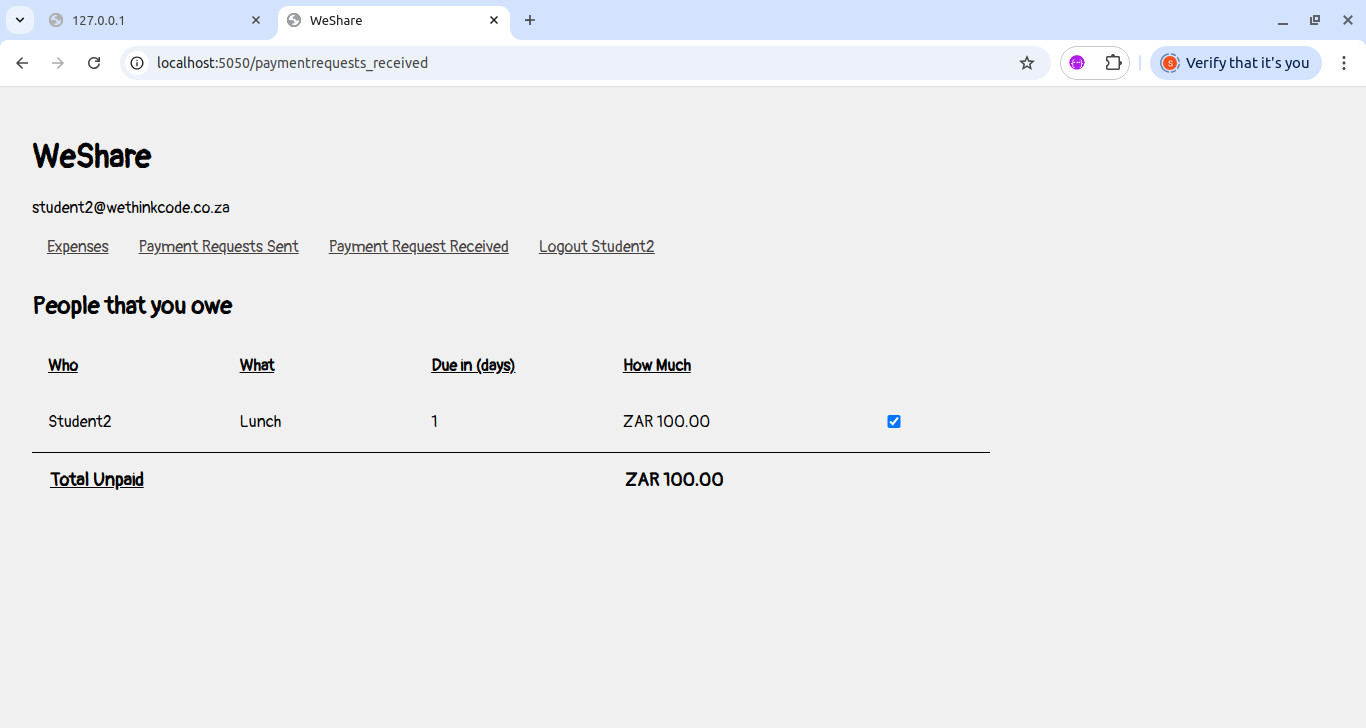 127.0.0.1
WeShare
localhost:5050/paymentrequests_received
S
Verify that it's you
WeShare
student2@wethinkcode.co.za
Expenses Payment Requests Sent Payment Request Received Logout Student2
People that you owe
Who What Due in (days) How Much
Student2 Lunch 1 ZAR 100.00
Total Unpaid ZAR 100.00